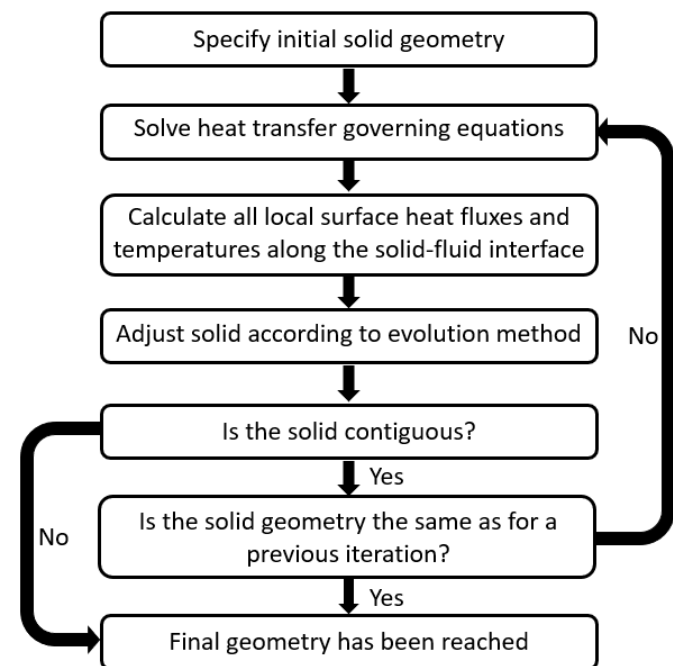 Specify initial solid geometry
Solve heat transfer governing equations
Calculate all local surface heat fluxes and
temperatures along the solid-fluid interface
Adjust solid according to evolution method
No
Is the solid contiguous?
Yes
Is the solid geometry the same as for a
previous iteration?
No
Yes
Final geometry has been reached